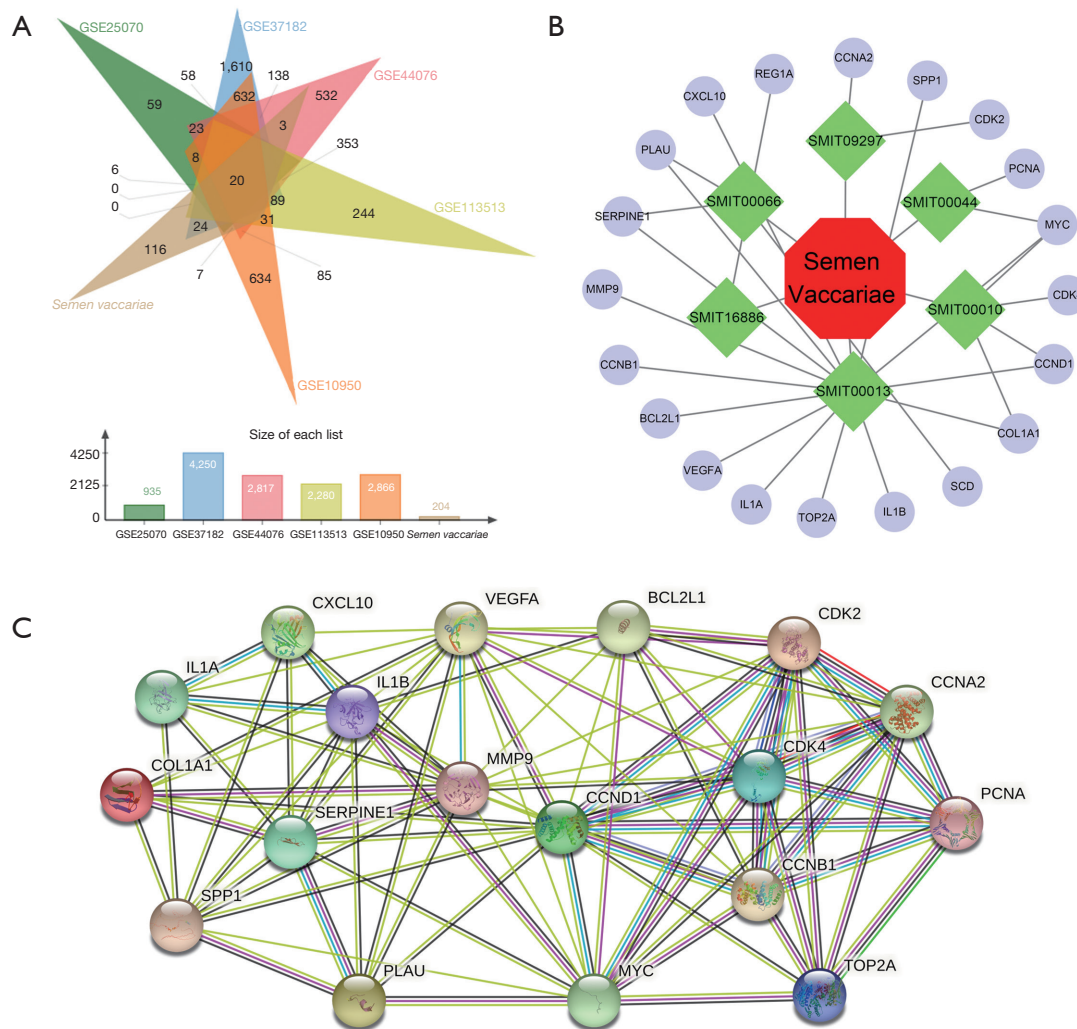 A
GSE25070
GSE37182
GSE44076
GSE113513
GSE10950
Semen vaccariae
58
1,610
138
632
532
59
23
3
353
8
6
0
0
20
89
244
24
31
116
7
634
85
Size of each list
4250
2125
0
935
4,250
2,817
2,280
2,866
204
GSE25070
GSE37182
GSE44076
GSE113513
GSE10950
Semen vaccariae
B
CCNA2
REG1A
SPP1
CXCL10
CDK2
PLAU
SMIT09297
PCNA
SMIT00066
SMIT00044
SERPINE1
MYC
Semen
Vaccariae
MMP9
SMIT16886
SMIT00010
CCNB1
CCND1
SMIT00013
BCL2L1
COL1A1
VEGFA
SCD
IL1A
TOP2A
IL1B
C
CXCL10
VEGFA
BCL2L1
CDK2
IL1A
IL1B
CCNA2
COL1A1
MMP9
CDK4
SERPINE1
CCND1
PCNA
CCNB1
SPP1
PLAU
MYC
TOP2A